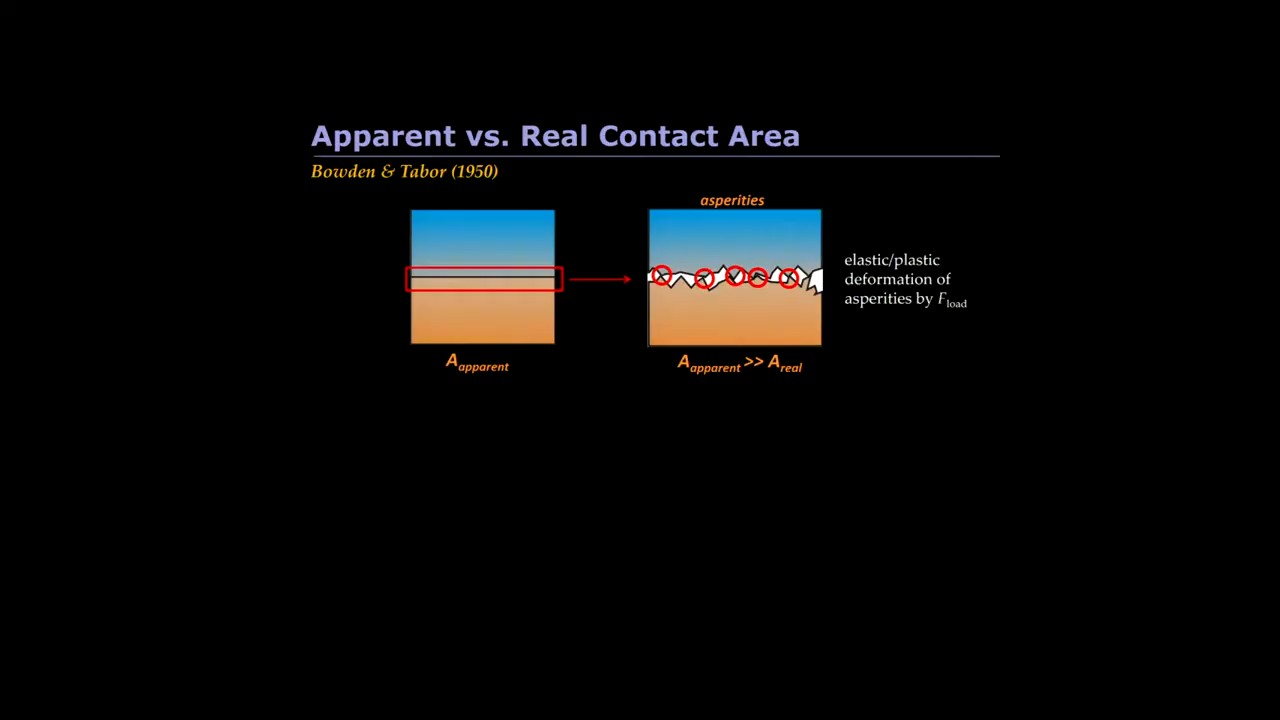 Apparent vs. Real Contact Area
Bowden & Tabor (1950)
asperities
elastic/plastic
deformation of
asperities by Fload
Aapparent
Aapparent >> Areal